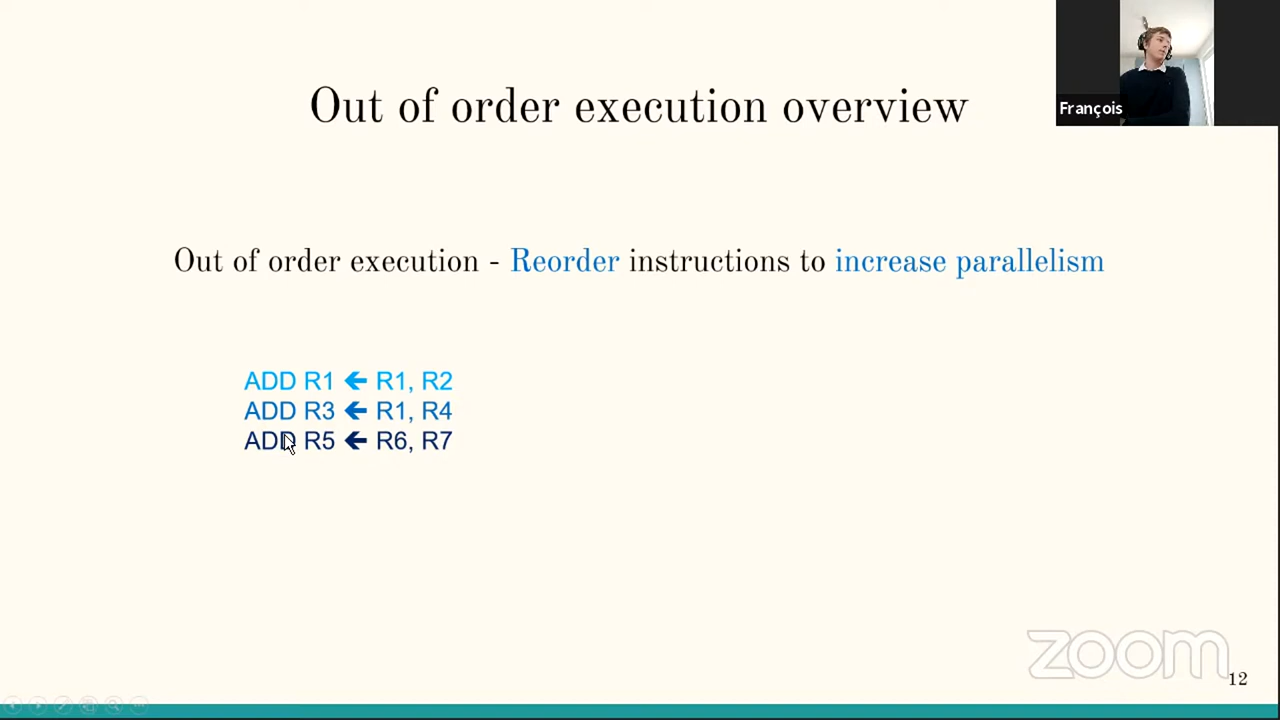 François
Out of order execution overview
Out of order execution - Reorder instructions to increase parallelism
ADD R1 🡸 R1, R2
ADD R3 🡸 R1, R4
ADD R5 🡸 R6, R7
zoom
12